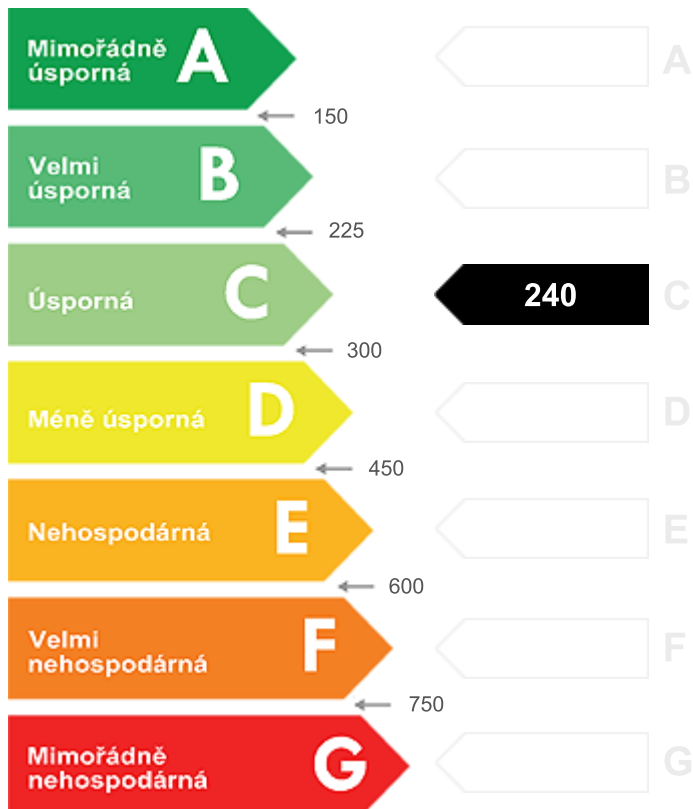 Mimořádně
úsporná
A
A
150
Velmi
úsporná
B
B
225
Úsporná
C
240
C
300
Méně úsporná
D
D
450
Nehospodárná
E
E
600
Velmi
nehospodárná
F
F
750
Mimořádně
nehospodárná
G
G